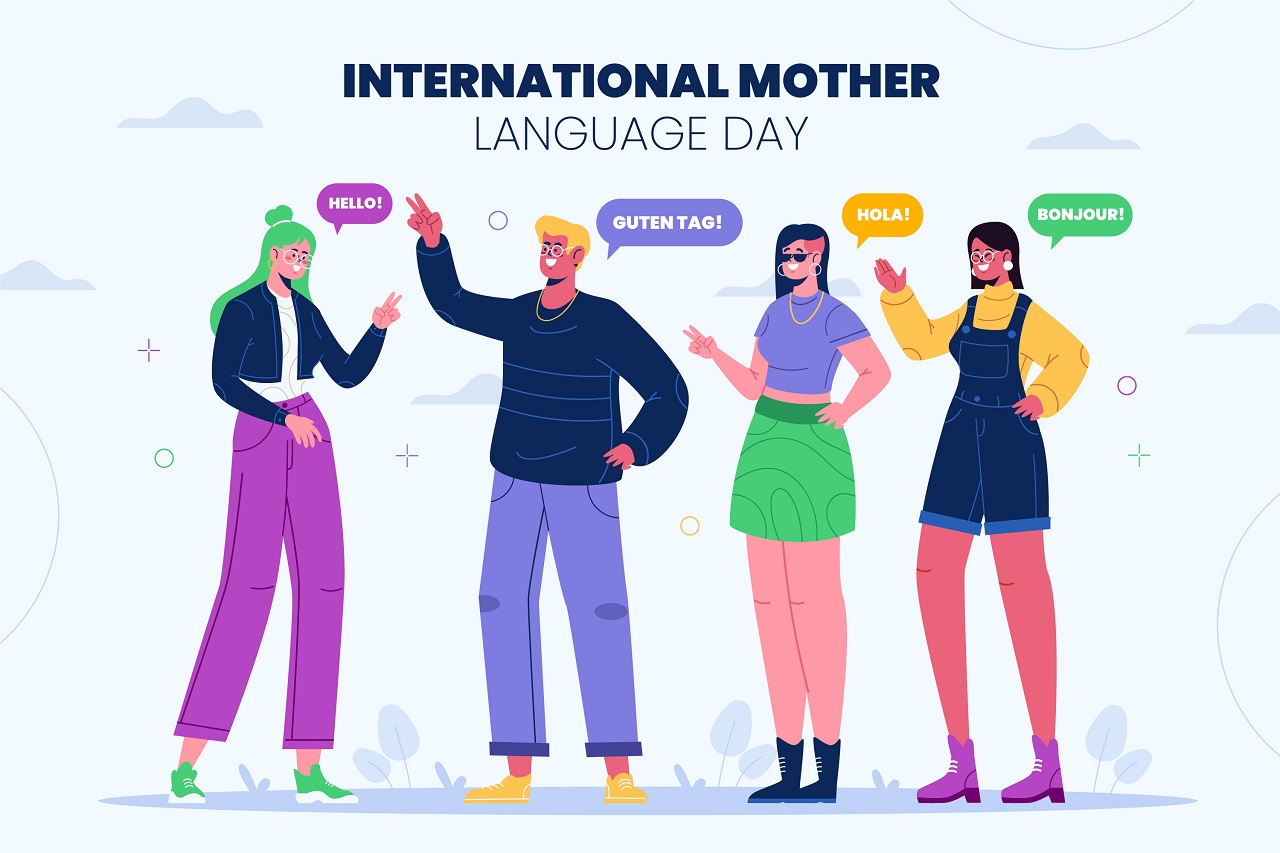 INTERNATIONAL MOTHER
LANGUAGE DAY
HELLO!
GUTEN TAG!
HOLA!
BONJOUR!